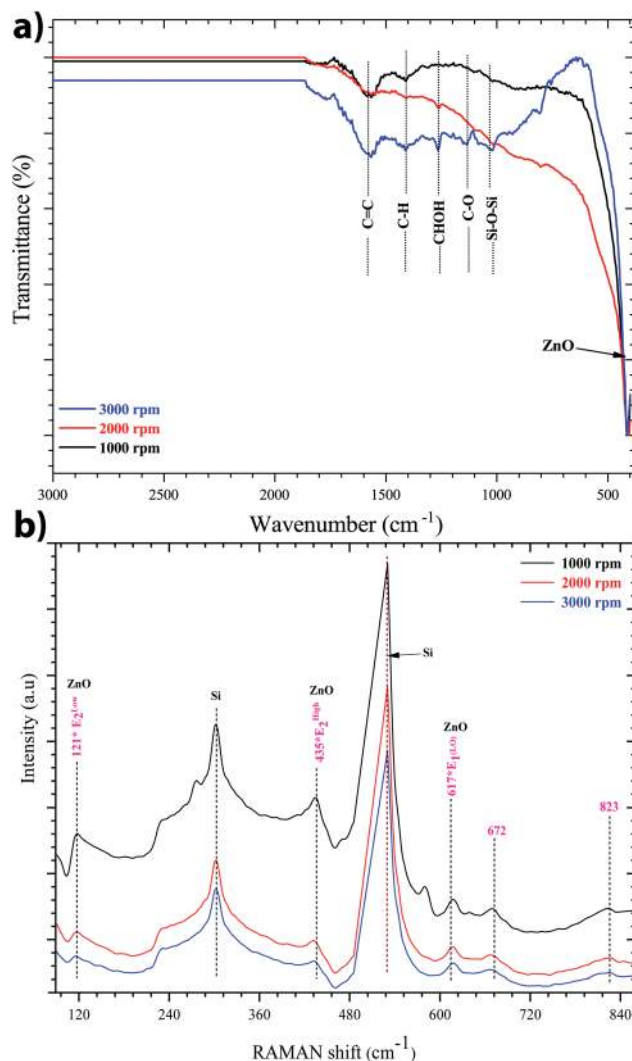 a)
Transmittance (%)
C=C
C-H
CHOH
C-O
Si-O-Si
ZnO
3000 rpm
2000 rpm
1000 rpm
3000 2500 2000 1500 1000 500
Wavenumber (cm⁻¹)
b)
1000 rpm
2000 rpm
3000 rpm
Intensity (a.u)
ZnO
121* E₂ᴸᵒʷ
Si
ZnO
435*E₂ᴴⁱᵍʰ
Si
ZnO
617*E₁₍LO₎
672
823
120 240 360 480 600 720 840
RAMAN shift (cm⁻¹)